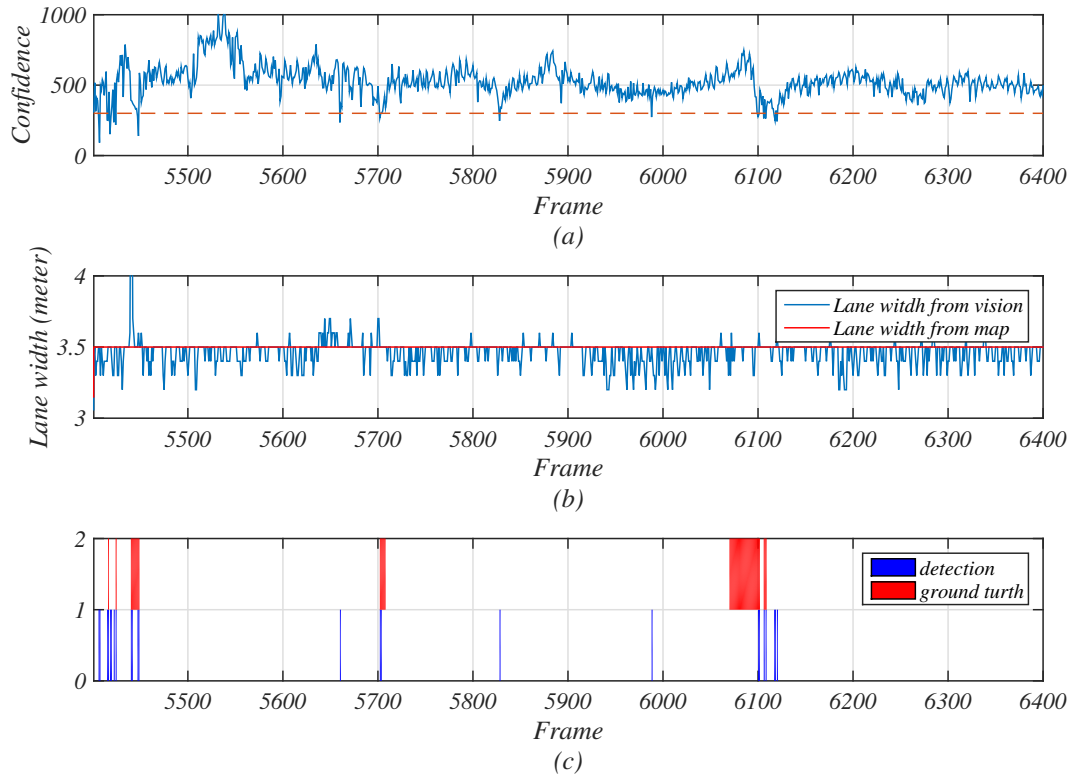 1000
500
0
Confidence
5500 5600 5700 5800 5900 6000 6100 6200 6300 6400
Frame
(a)
4
3.5
3
Lane width (meter)
Lane witdh from vision
Lane width from map
5500 5600 5700 5800 5900 6000 6100 6200 6300 6400
Frame
(b)
2
1
0
detection
ground turth
5500 5600 5700 5800 5900 6000 6100 6200 6300 6400
Frame
(c)